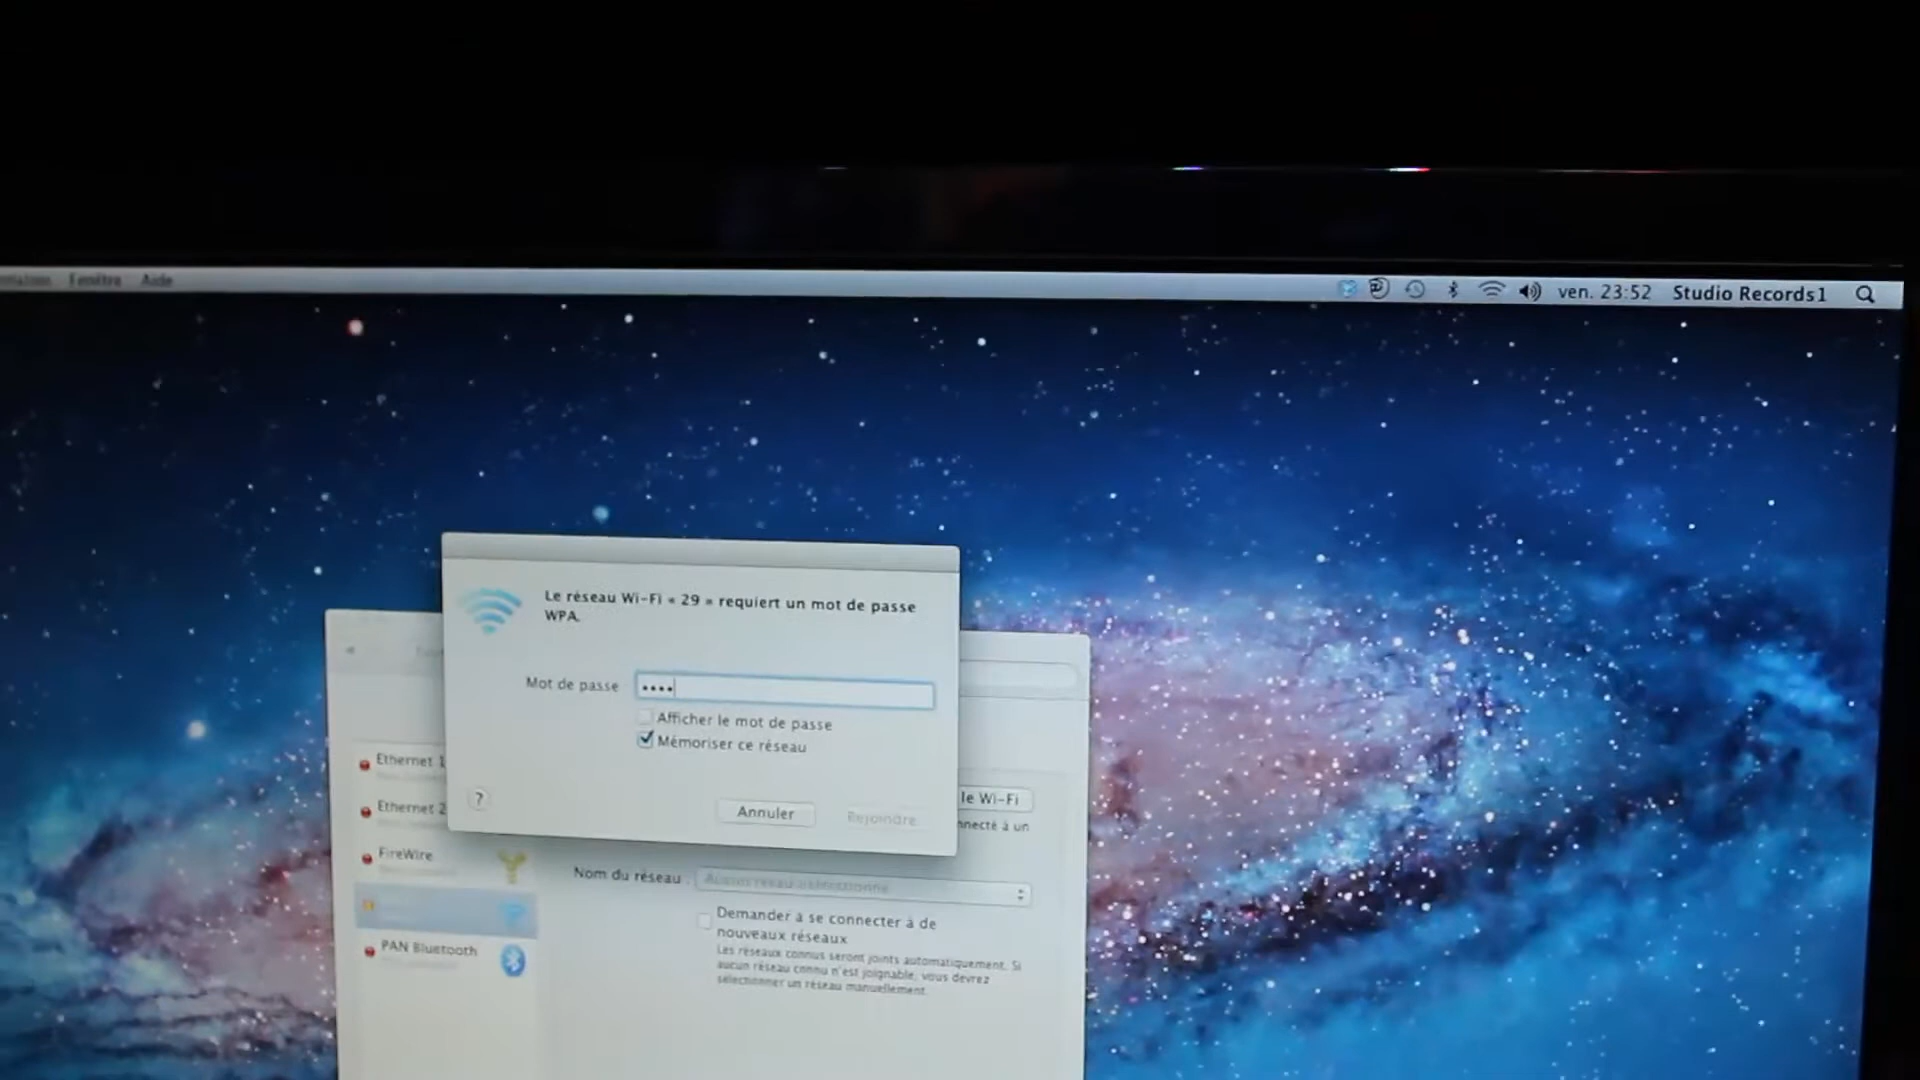 Fenêtre Aide
ven. 23:52 Studio Records1
Le réseau Wi-Fi « 29 » requiert un mot de passe
WPA.
Mot de passe ••••
Afficher le mot de passe
Mémoriser ce réseau
? Annuler Rejoindre
Ethernet 1
Ethernet 2
FireWire
PAN Bluetooth
le Wi-Fi
nnecté à un
Nom du réseau : Aucun réseau sélectionné
Demander à se connecter à de
nouveaux réseaux
Les réseaux connus seront joints automatiquement. Si
aucun réseau connu n'est joignable, vous devrez
sélectionner un réseau manuellement.